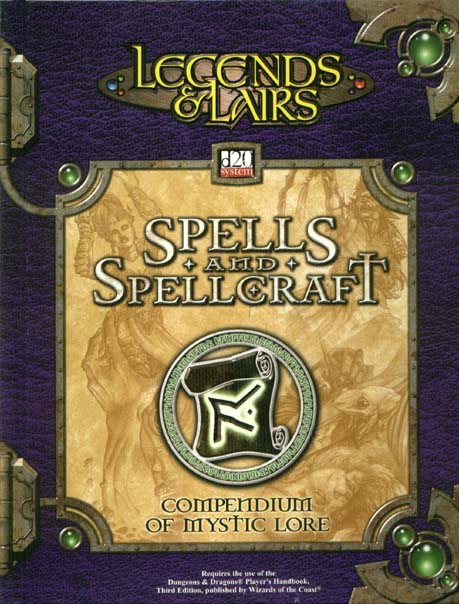 LEGENDS
& LAIRS
d20
system
SPELLS
AND
SPELLCRAFT
COMPENDIUM
OF MYSTIC LORE
Requires the use of the
Dungeons & Dragons® Player's Handbook,
Third Edition, published by Wizards of the Coast®